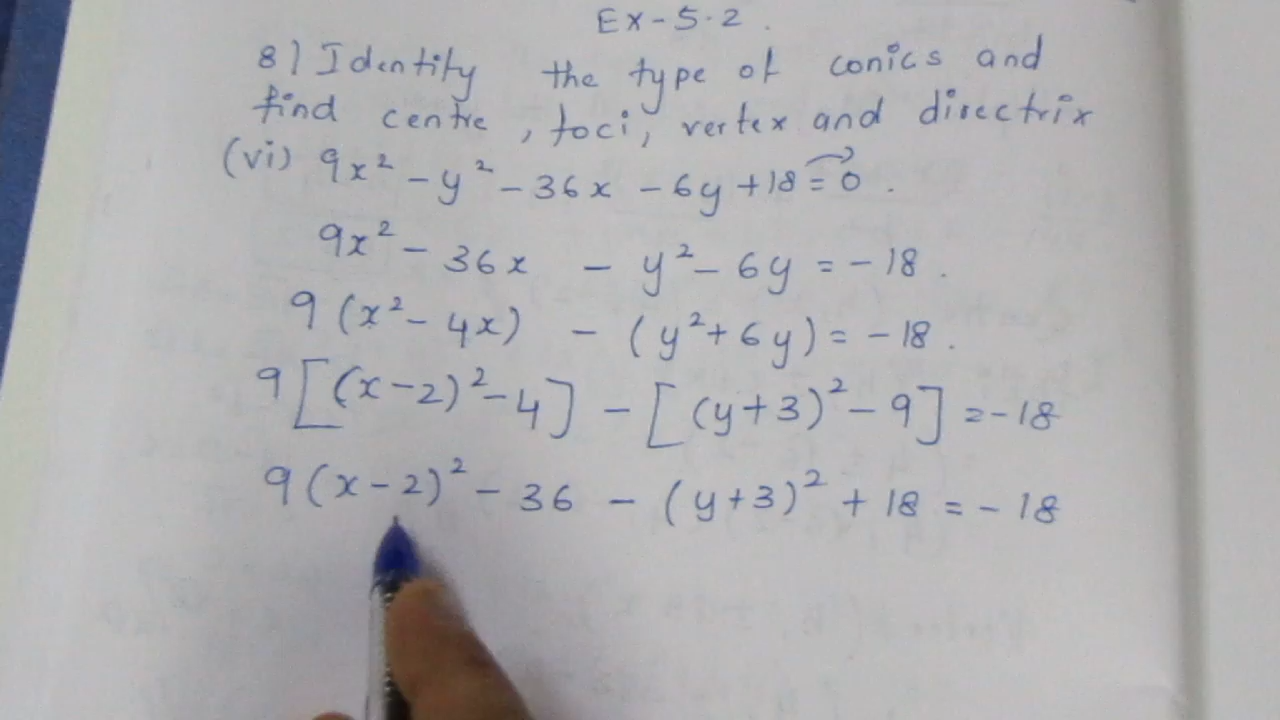 Ex-5.2.
8) Identify the type of conics and
find centre, foci, vertex and directrix
(vi) 9x² - y² - 36x - 6y + 18 = 0.
9x² - 36x - y² - 6y = -18.
9(x² - 4x) - (y² + 6y) = -18.
9[(x-2)² - 4] - [(y+3)² - 9] = -18
9(x-2)² - 36 - (y+3)² + 18 = -18